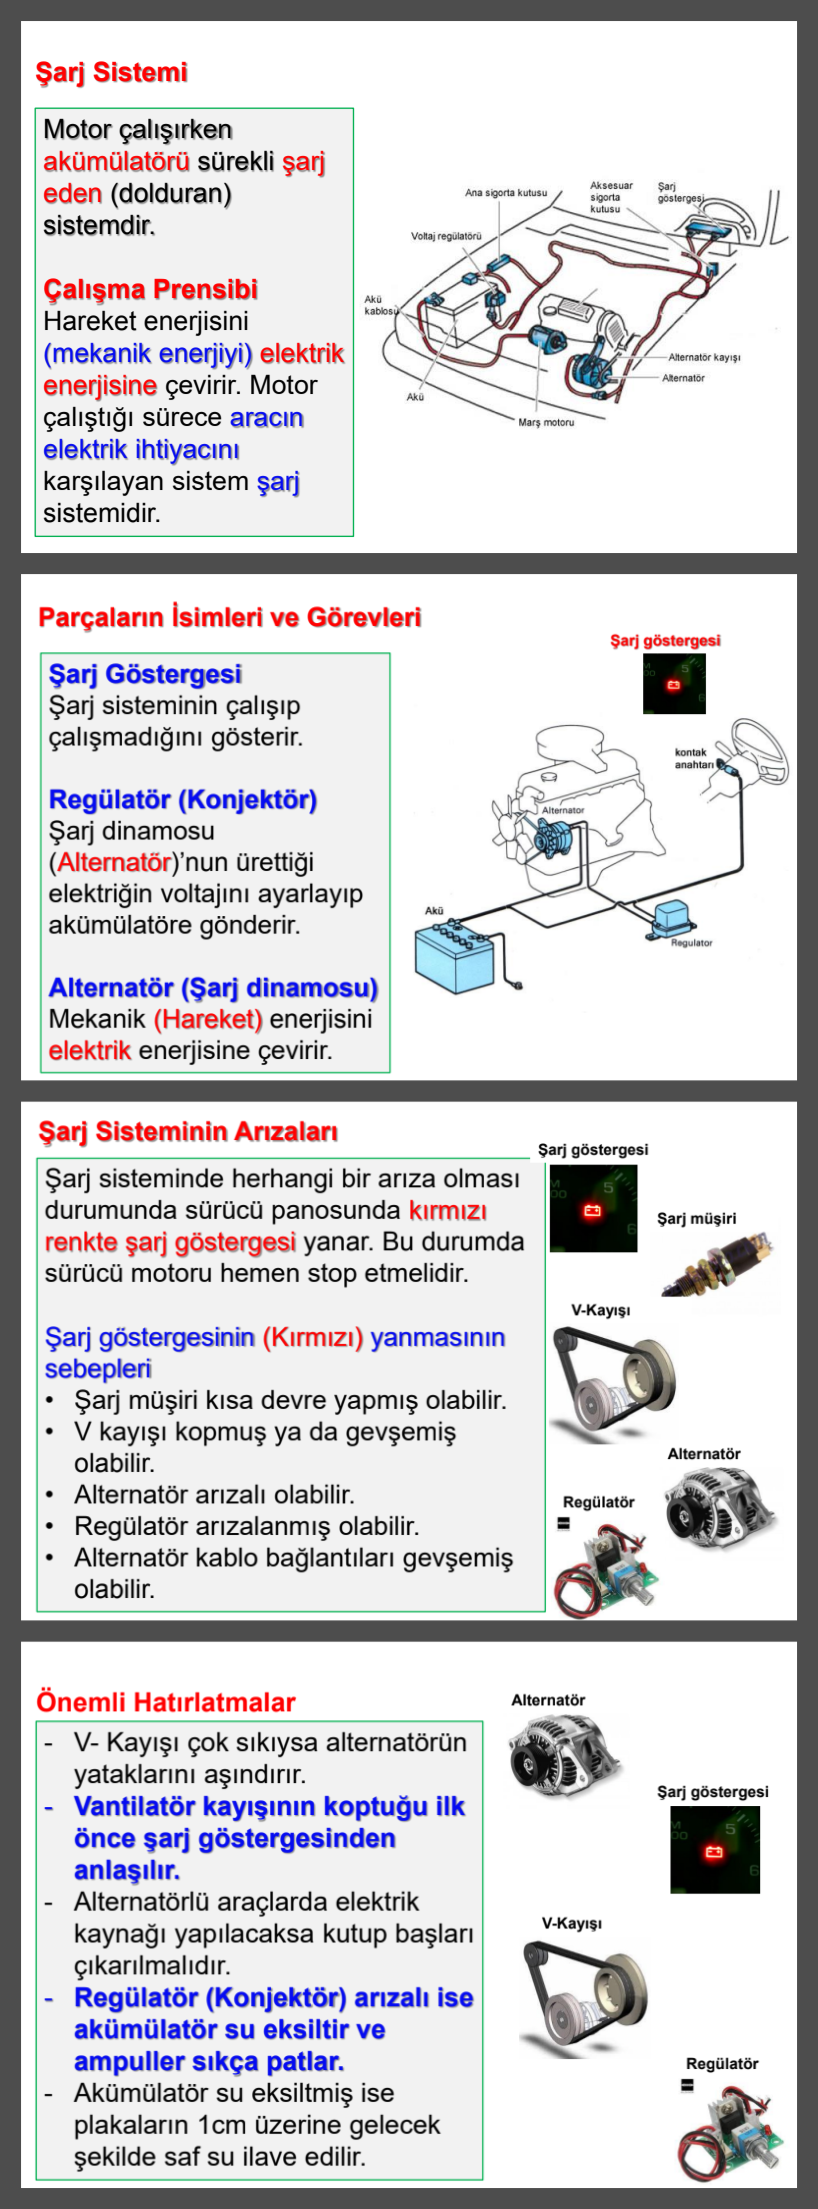 Şarj Sistemi
Motor çalışırken
akümülatörü sürekli şarj
eden (dolduran)
sistemdir.
Çalışma Prensibi
Hareket enerjisini
(mekanik enerjiyi) elektrik
enerjisine çevirir. Motor
çalıştığı sürece aracın
elektrik ihtiyacını
karşılayan sistem şarj
sistemidir.
Ana sigorta kutusu
Aksesuar
sigorta
kutusu
Şarj
göstergesi
Voltaj regülatörü
Akü
kablosu
Akü
Marş motoru
Alternatör kayışı
Alternatör
Parçaların İsimleri ve Görevleri
Şarj Göstergesi
Şarj sisteminin çalışıp
çalışmadığını gösterir.
Regülatör (Konjektör)
Şarj dinamosu
(Alternatör)'nun ürettiği
elektriğin voltajını ayarlayıp
akümülatöre gönderir.
Alternatör (Şarj dinamosu)
Mekanik (Hareket) enerjisini
elektrik enerjisine çevirir.
Şarj göstergesi
5
6
kontak
anahtarı
Alternator
Akü
Regulator
Şarj Sisteminin Arızaları
Şarj sisteminde herhangi bir arıza olması
durumunda sürücü panosunda kırmızı
renkte şarj göstergesi yanar. Bu durumda
sürücü motoru hemen stop etmelidir.
Şarj göstergesinin (Kırmızı) yanmasının
sebepleri
• Şarj müşiri kısa devre yapmış olabilir.
• V kayışı kopmuş ya da gevşemiş
olabilir.
• Alternatör arızalı olabilir.
• Regülatör arızalanmış olabilir.
• Alternatör kablo bağlantıları gevşemiş
olabilir.
Şarj göstergesi
5
6
Şarj müşiri
V-Kayışı
Alternatör
Regülatör
Önemli Hatırlatmalar
- V- Kayışı çok sıkıysa alternatörün
yataklarını aşındırır.
- Vantilatör kayışının koptuğu ilk
önce şarj göstergesinden
anlaşılır.
- Alternatörlü araçlarda elektrik
kaynağı yapılacaksa kutup başları
çıkarılmalıdır.
- Regülatör (Konjektör) arızalı ise
akümülatör su eksiltir ve
ampuller sıkça patlar.
- Akümülatör su eksiltmiş ise
plakaların 1cm üzerine gelecek
şekilde saf su ilave edilir.
Alternatör
Şarj göstergesi
5
6
V-Kayışı
Regülatör